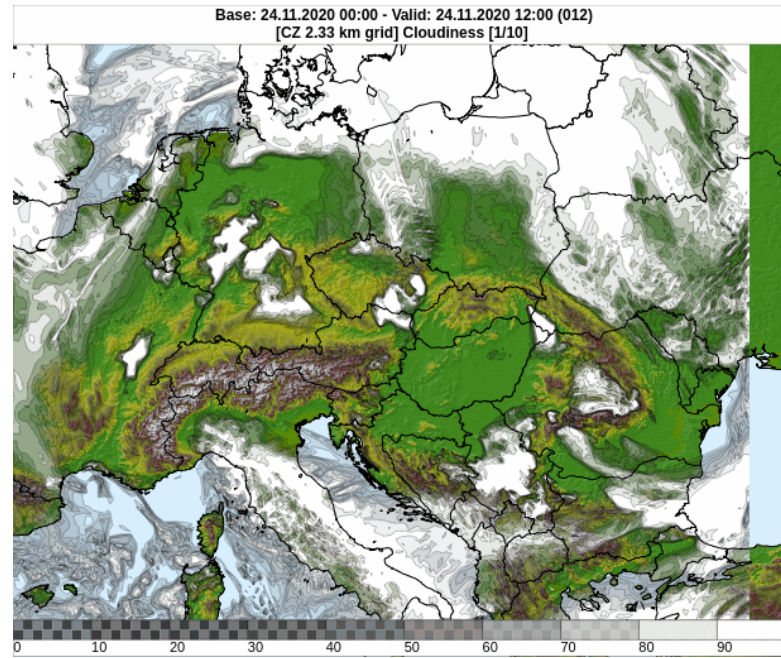 Base: 24.11.2020 00:00 - Valid: 24.11.2020 12:00 (012)
[CZ 2.33 km grid] Cloudiness [1/10]
0 10 20 30 40 50 60 70 80 90